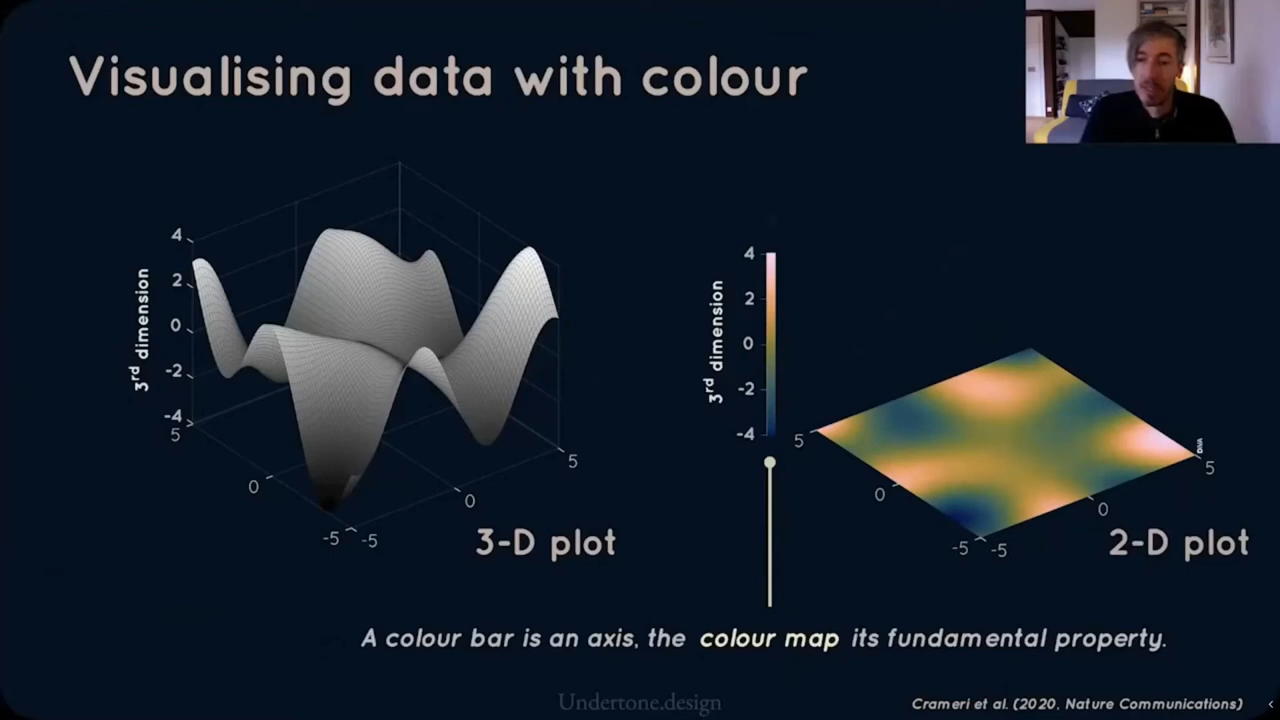 Visualising data with colour
4
2
0
-2
-4
3rd dimension
5
0
-5
-5
0
5
3-D plot
4
2
0
-2
-4
3rd dimension
5
0
-5
-5
0
5
2-D plot
A colour bar is an axis, the colour map its fundamental property.
Undertone.design
Crameri et al. (2020, Nature Communications)